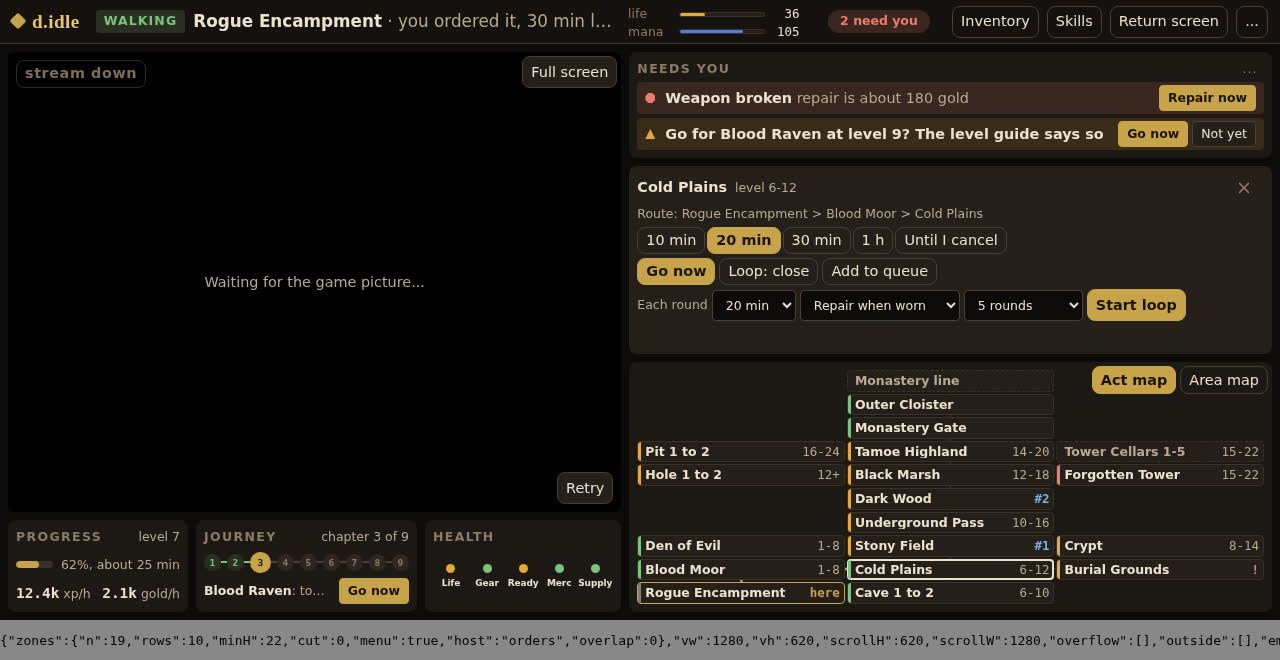 d.idle WALKING Rogue Encampment · you ordered it, 30 min l... life 36 mana 105 2 need you Inventory Skills Return screen ...
stream down Full screen
Waiting for the game picture...
Retry
NEEDS YOU ...
Weapon broken repair is about 180 gold Repair now
Go for Blood Raven at level 9? The level guide says so Go now Not yet
Cold Plains level 6-12 ×
Route: Rogue Encampment > Blood Moor > Cold Plains
10 min 20 min 30 min 1 h Until I cancel
Go now Loop: close Add to queue
Each round 20 min Repair when worn 5 rounds Start loop
Act map Area map
Monastery line
Outer Cloister
Monastery Gate
Pit 1 to 2 16-24 Tamoe Highland 14-20 Tower Cellars 1-5 15-22
Hole 1 to 2 12+ Black Marsh 12-18 Forgotten Tower 15-22
Dark Wood #2
Underground Pass 10-16
Den of Evil 1-8 Stony Field #1 Crypt 8-14
Blood Moor 1-8 Cold Plains 6-12 Burial Grounds !
Rogue Encampment here Cave 1 to 2 6-10
PROGRESS level 7
62%, about 25 min
12.4k xp/h 2.1k gold/h
JOURNEY chapter 3 of 9
1 2 3 4 5 6 7 8 9
Blood Raven: to... Go now
HEALTH
Life Gear Ready Merc Supply
{"zones":{"n":19,"rows":10,"minH":22,"cut":0,"menu":true,"host":"orders","overlap":0},"vw":1280,"vh":620,"scrollH":620,"scrollW":1280,"overflow":[],"outside":[],"em